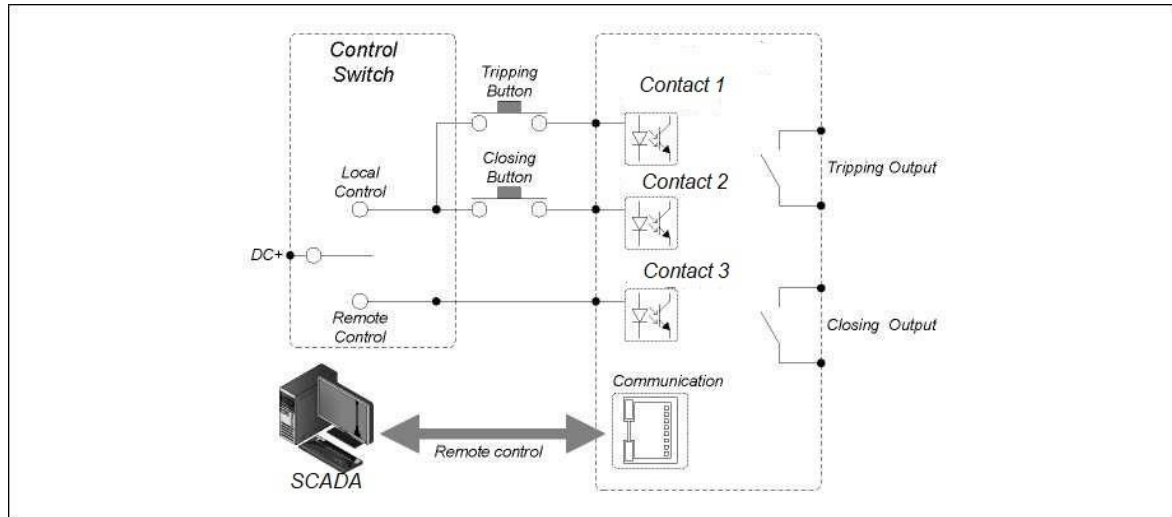 Control
Switch
Tripping
Button
Contact 1
Closing
Button
Local
Control
Contact 2
Tripping Output
DC+
Contact 3
Remote
Control
Closing Output
Communication
Remote control
SCADA